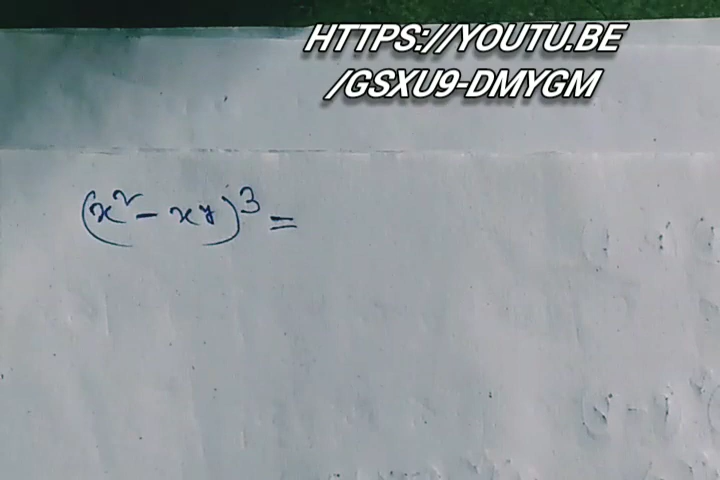 HTTPS://YOUTU.BE
/GSXU9-DMYGM
(x² - xy)³ =